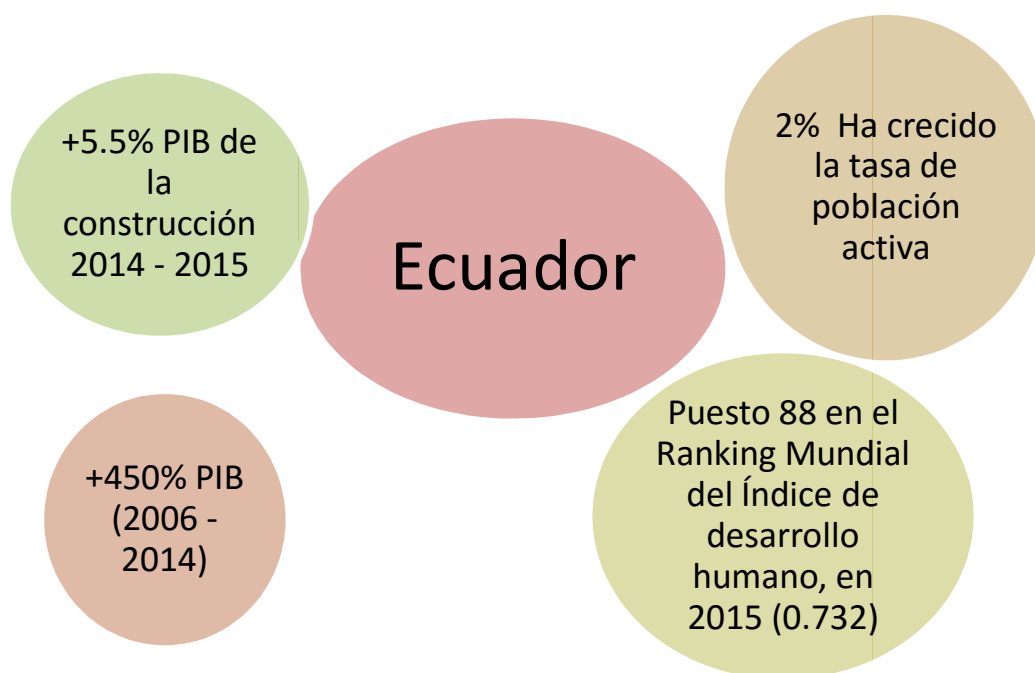 +5.5% PIB de
la
construcción
2014 - 2015
Ecuador
2% Ha crecido
la tasa de
población
activa
+450% PIB
(2006 -
2014)
Puesto 88 en el
Ranking Mundial
del Índice de
desarrollo
humano, en
2015 (0.732)